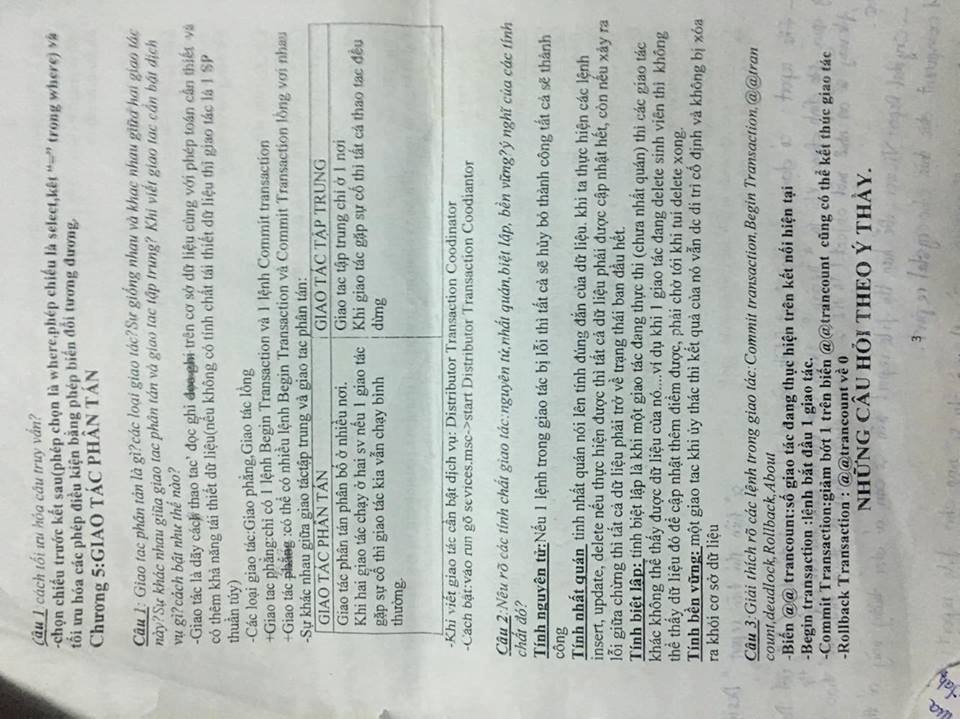 Câu 1 cách tối ưu hóa câu truy vấn?
-chọn chiếu trước kết sau(phép chọn là where,phép chiếu là select,kêt “=” trong where) và
tối ưu hóa các phép điều kiện bằng phép biến đổi tương đương.
Chương 5:GIAO TÁC PHÂN TÁN
Câu 1: Giao tac phân tán là gì?các loại giao tác?Sự giống nhau và khac nhau giữa hai giao tác
này?Sự khác nhau giũa giao tac phân tán và giao tac tập trung? Khi viết giao tac cần bật dịch
vụ gì?cách bật như thế nào?
-Giao tác là dãy các thao tac’ đọc ghi đọc ghi trên cơ sở dữ liệu cùng với phép toán cần thiết và
có thêm khả năng tái thiết dữ liệu(nếu không có tính chất tái thiết dữ liệu thì giao tác là 1 SP
thuần túy)
-Các loại giao tác:Giao phẳng,Giao tác lồng
+Giao tac phẳng:chỉ có 1 lệnh Begin Transaction và 1 lệnh Commit transaction
+Giao tác phẳng :có thể có nhiều lệnh Begin Transaction và Commit Transaction lồng vơi nhau
-Sự khác nhau giữa giao táctập trung và giao tac phân tán:
GIAO TÁC PHÂN TÁN GIAO TÁC TẬP TRUNG
Giao tác phân tán phân bố ở nhiều nơi. Giao tac tập trung chỉ ở 1 nơi
Khi hai giao tác chạy ở hai sv nếu 1 giao tác Khi giao tác gặp sự cố thì tất cả thao tac đều
gặp sự cố thì giao tác kia vẫn chạy bình dừng
thường.
-Khi viết giao tác cần bật dịch vụ: Distributor Transaction Coodinator
-Cách bật:vào run gõ sevices.msc->start Distributor Transaction Coodiantor
Câu 2:Nêu rõ các tính chất giao tác:nguyên tử,nhất quán,biệt lập, bền vững?ý nghĩ của các tính
chất đó?
Tính nguyên tử:Nếu 1 lệnh trong giao tác bị lỗi thì tất cả sẽ hủy bỏ thành công tất cả sẽ thành
công
Tính nhất quán tinh nhất quán nói lên tính đúng đắn của dữ liệu. khi ta thực hiện các lệnh
insert, update, delete nếu thực hiện được thì tất cả dữ liệu phải được cập nhật hết, còn nếu xảy ra
lỗi giữa chừng thì tất cả dữ liệu phải trở về trạng thái ban đầu hết.
Tính biệt lập: tính biệt lập là khi một giao tác đang thực thi (chưa nhất quán) thì các giao tác
khác không thể thấy được dữ liệu của nó....ví dụ khi 1 giao tác đang delete sinh viên thì không
thể thấy dữ liệu đó để cập nhật thêm điểm được, phải chờ tới khi tui delete xong.
Tính bền vững: một giao tac khi ủy thác thì kết quả của nó vẫn dc di trì cố định và không bị xóa
ra khỏi cơ sở dữ liệu
Câu 3:Giải thích rõ các lệnh trong giao tác:Commit transaction,Begin Transaction,@@tran
count,deadlock,Rollback,About
-Biến @@ trancount:số giao tác đang thục hiện trên kết nối hiện tại
-Begin transaction :lệnh bắt đầu 1 giao tác.
-Commit Transaction:giảm bớt 1 trên biến @@trancount cũng có thể kết thúc giao tác
-Rollback Transaction : @@trancount về 0
NHỮNG CÂU HỎI THEO Ý THẦY.
3